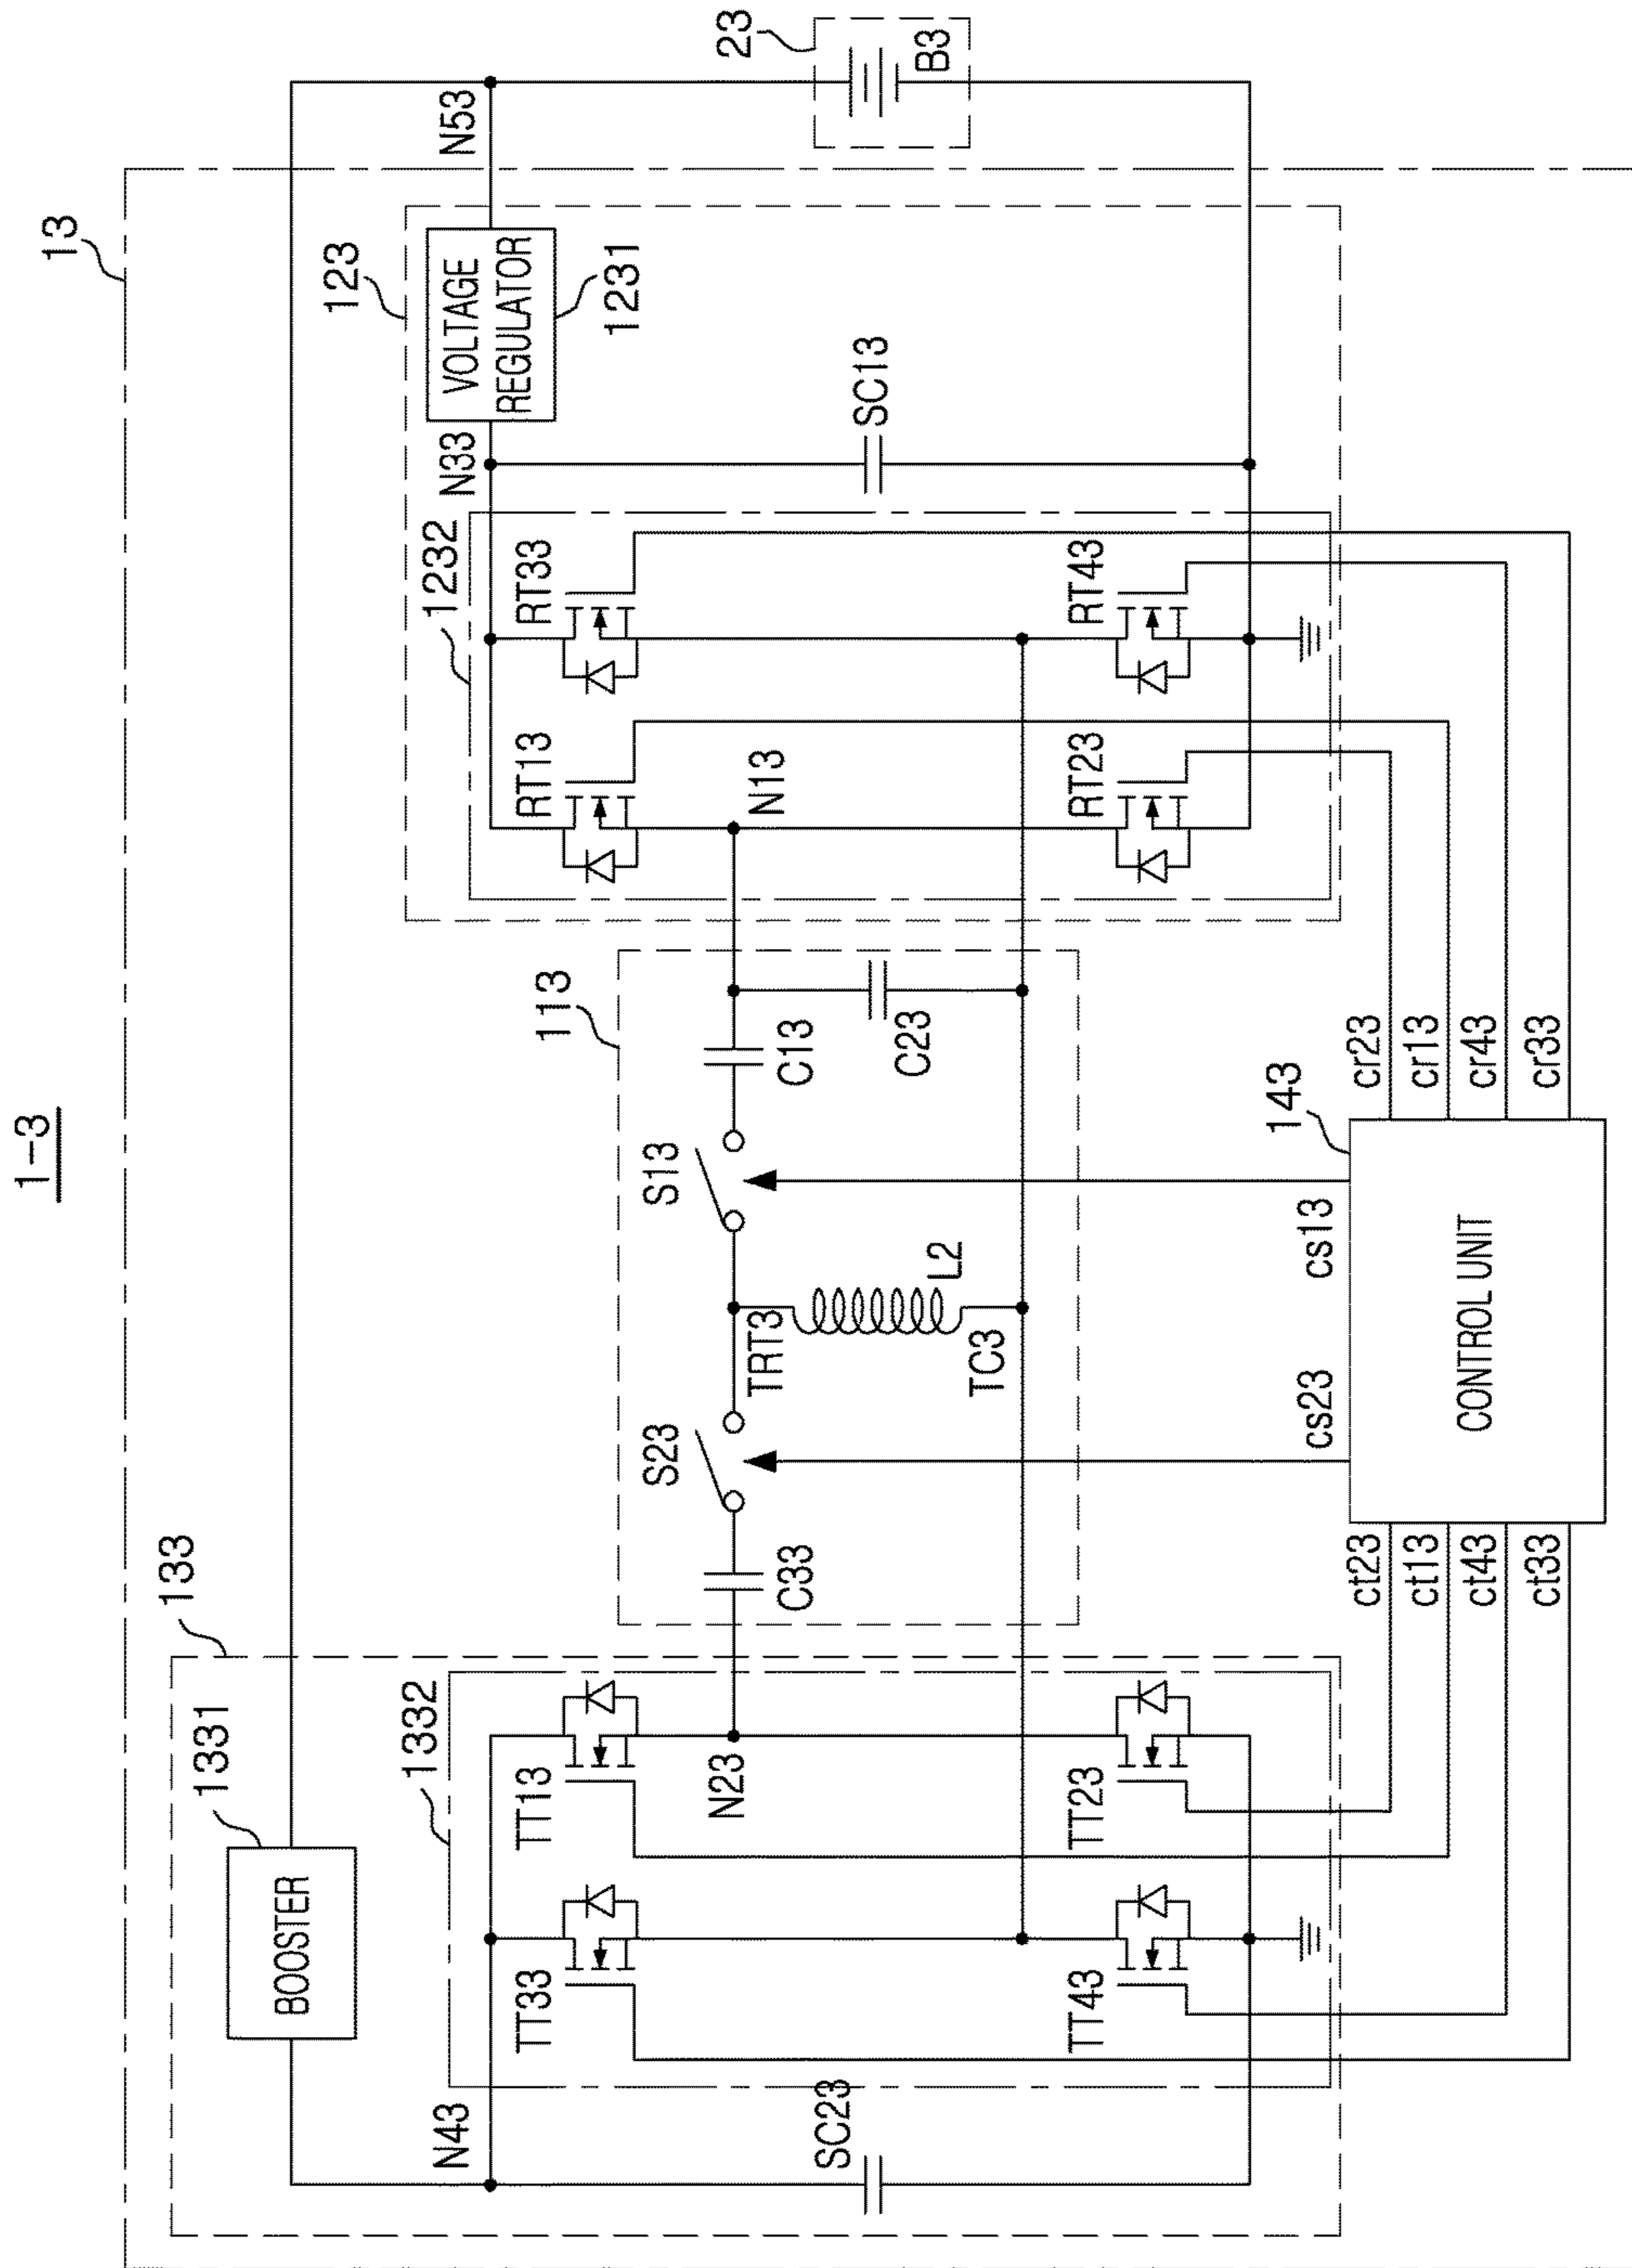 1-3
13
133
1331
BOOSTER
123
VOLTAGE
REGULATOR
1231
23
B3
N53
N43
N33
1332
1232
TT33
TT13
RT13
RT33
113
S23
S13
SC23
N23
C33
TRT3
L2
C13
C23
N13
SC13
TC3
TT43
TT23
RT23
RT43
143
ct23
ct13
ct43
ct33
cs23
cs13
CONTROL UNIT
cr23
cr13
cr43
cr33